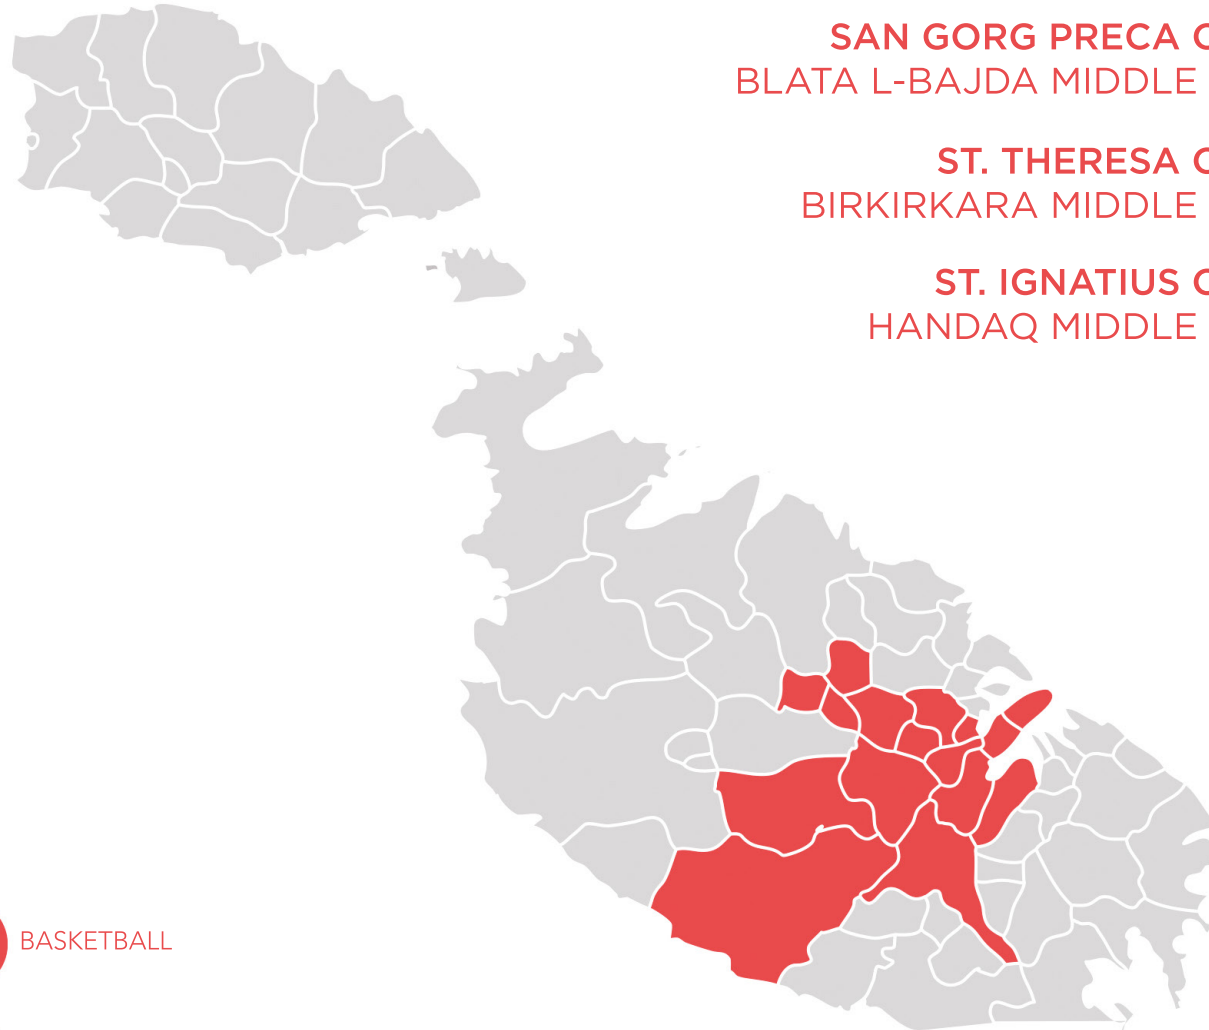 SAN GORG PRECA C
BLATA L-BAJDA MIDDLE
ST. THERESA C
BIRKIRKARA MIDDLE
ST. IGNATIUS C
HANDAQ MIDDLE
BASKETBALL